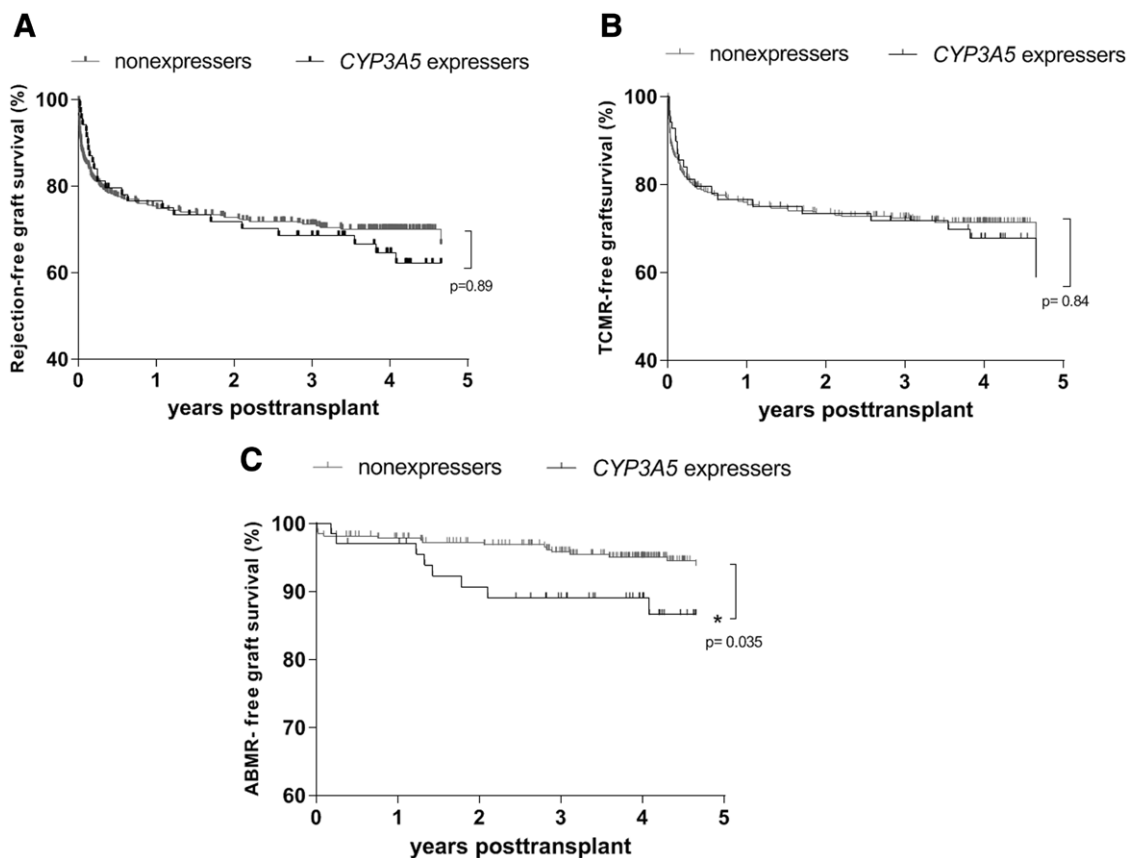 A
nonexpressers
CYP3A5 expressers
Rejection-free graft survival (%)
100
80
60
40
0
1
2
3
4
5
p=0.89
years posttransplant
B
nonexpressers
CYP3A5 expressers
TCMR-free graftsurvival (%)
100
80
60
40
0
1
2
3
4
5
p= 0.84
years posttransplant
C
nonexpressers
CYP3A5 expressers
ABMR- free graft survival (%)
100
90
80
70
60
0
1
2
3
4
5
*
p= 0.035
years posttransplant